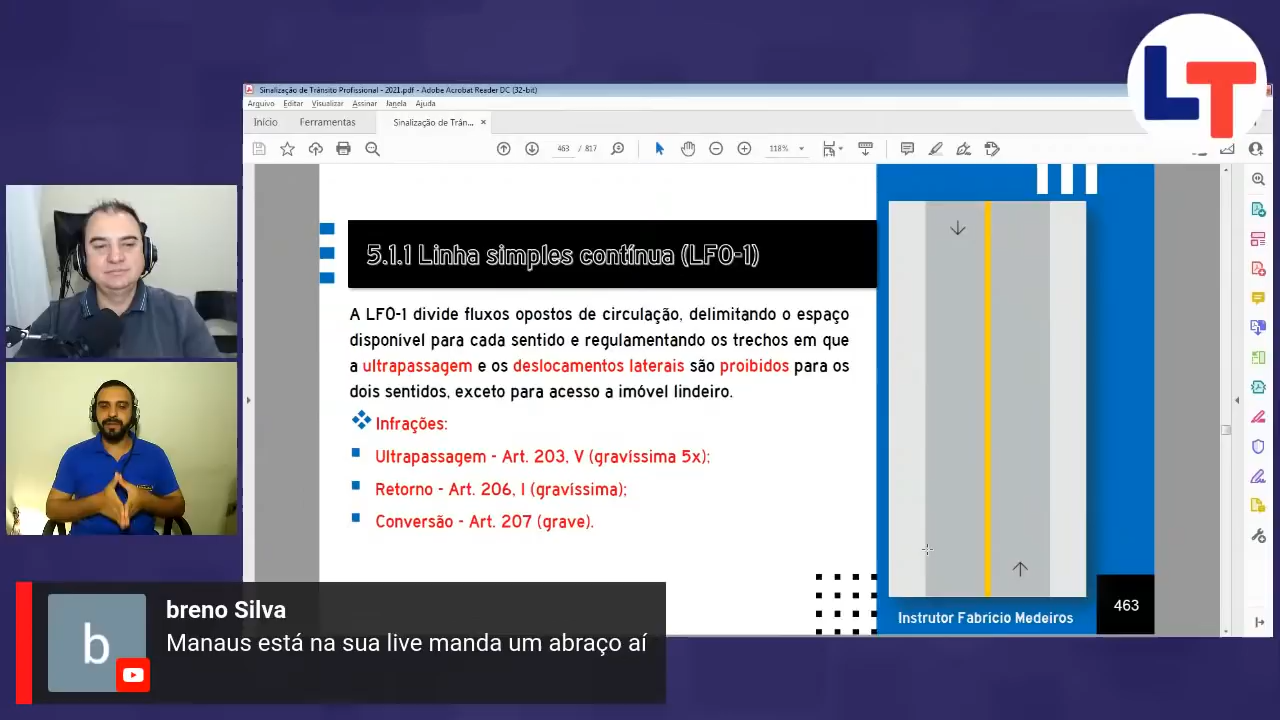 LT
Sinalização de Trânsito Profissional - 2021.pdf - Adobe Acrobat Reader DC (32-bit)
Arquivo Editar Visualizar Assinar Janela Ajuda
Início Ferramentas Sinalização de Trân... ×
463 / 817 118%
5.1.1 Linha simples contínua (LFO-1)
A LFO-1 divide fluxos opostos de circulação, delimitando o espaço
disponível para cada sentido e regulamentando os trechos em que
a ultrapassagem e os deslocamentos laterais são proibidos para os
dois sentidos, exceto para acesso a imóvel lindeiro.
Infrações:
Ultrapassagem - Art. 203, V (gravíssima 5x);
Retorno - Art. 206, I (gravíssima);
Conversão - Art. 207 (grave).
Instrutor Fabricio Medeiros
463
b
breno Silva
Manaus está na sua live manda um abraço aí